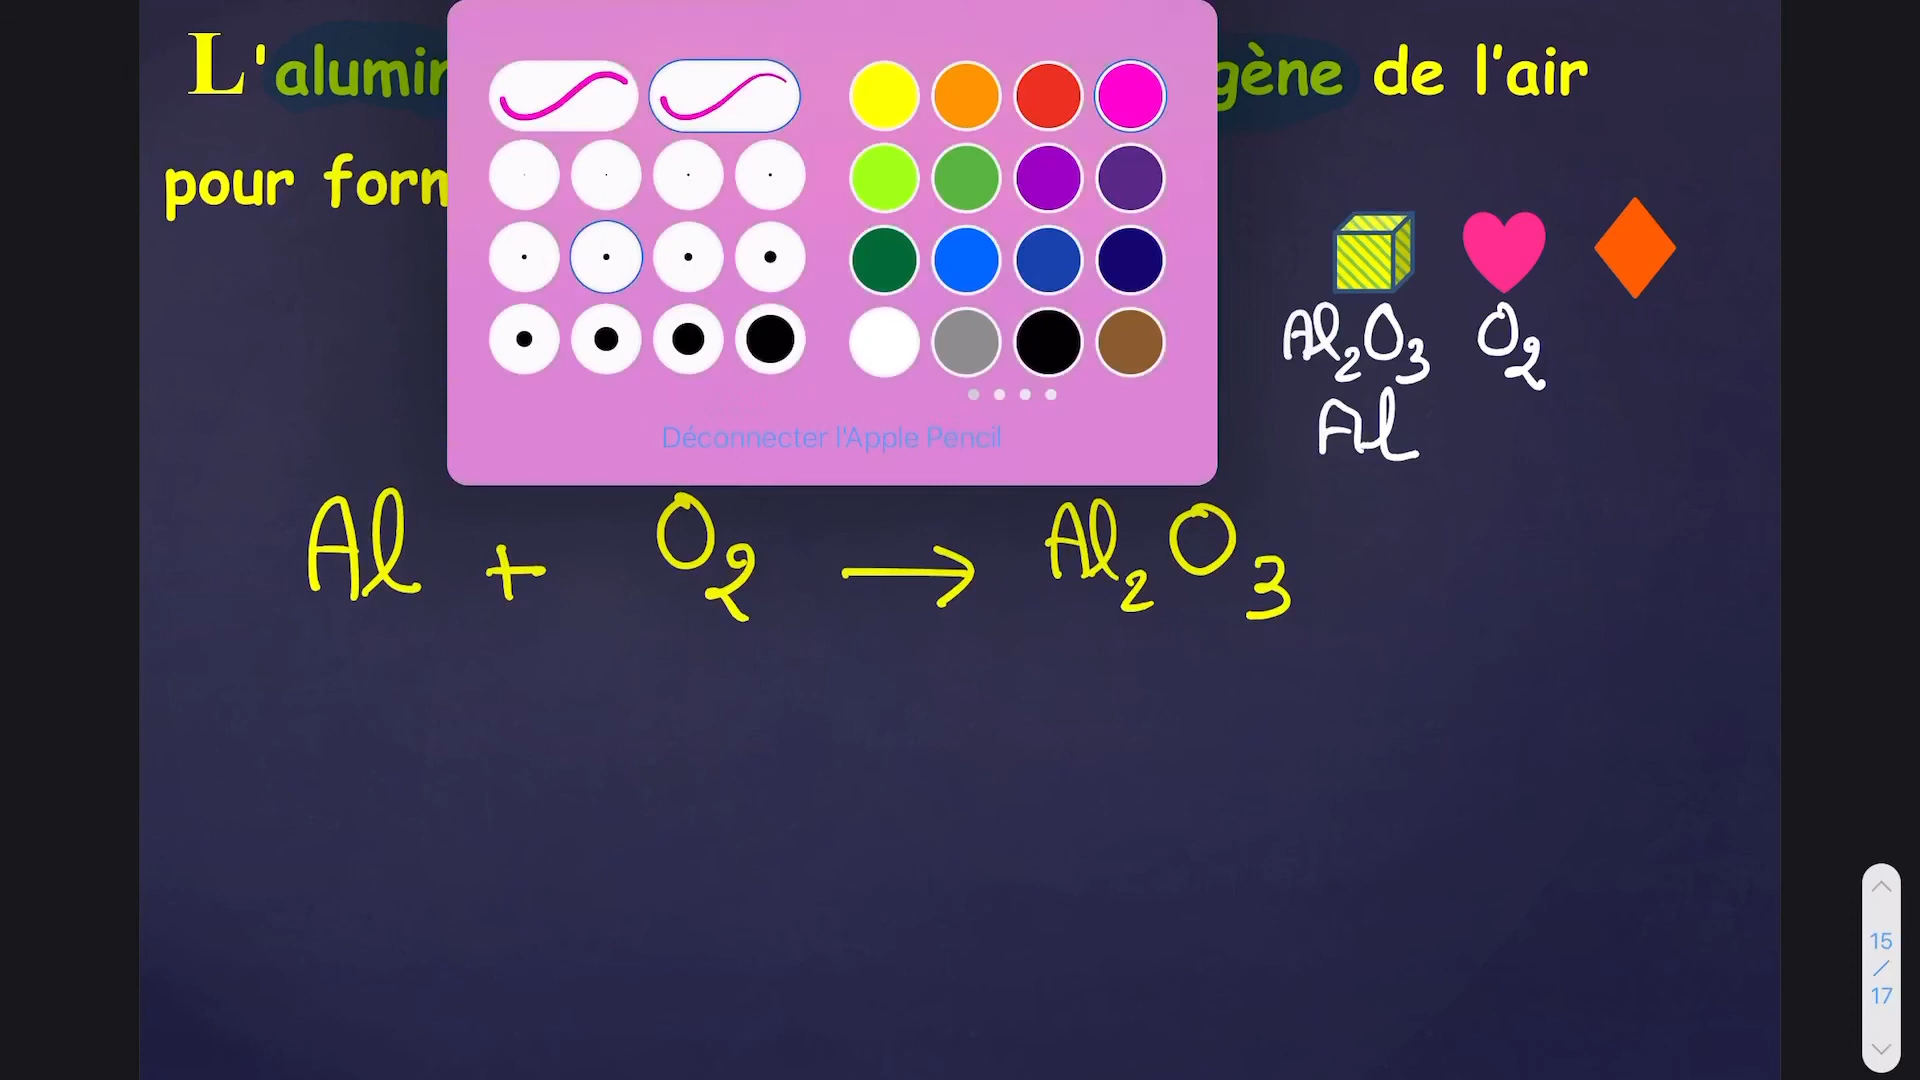 L'alumin gène de l'air
pour form
Al₂O₃ O₂
Al
Déconnecter l'Apple Pencil
Al + O₂ → Al₂O₃
15
/
17